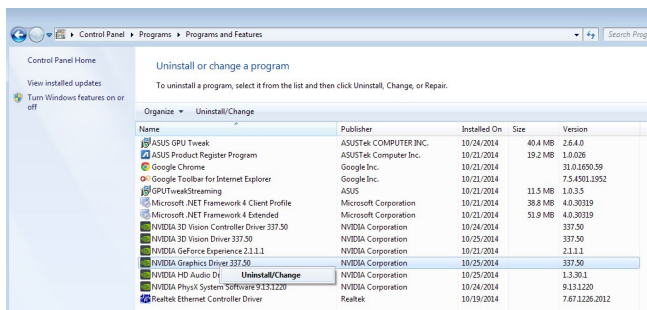 Control Panel ▸ Programs ▸ Programs and Features
Search Prog
Control Panel Home
View installed updates
Turn Windows features on or off
Uninstall or change a program
To uninstall a program, select it from the list and then click Uninstall, Change, or Repair.
Organize Uninstall/Change
Name Publisher Installed On Size Version
ASUS GPU Tweak ASUSTek COMPUTER INC. 10/24/2014 40.4 MB 2.6.4.0
ASUS Product Register Program ASUSTek Computer Inc. 10/21/2014 19.2 MB 1.0.026
Google Chrome Google Inc. 10/21/2014 31.0.1650.59
Google Toolbar for Internet Explorer Google Inc. 10/21/2014 7.5.4501.1952
GPUTweakStreaming ASUS 10/21/2014 11.5 MB 1.0.3.5
Microsoft .NET Framework 4 Client Profile Microsoft Corporation 10/21/2014 38.8 MB 4.0.30319
Microsoft .NET Framework 4 Extended Microsoft Corporation 10/21/2014 51.9 MB 4.0.30319
NVIDIA 3D Vision Controller Driver 337.50 NVIDIA Corporation 10/24/2014 337.50
NVIDIA 3D Vision Driver 337.50 NVIDIA Corporation 10/25/2014 337.50
NVIDIA GeForce Experience 2.1.1.1 NVIDIA Corporation 10/21/2014 2.1.1.1
NVIDIA Graphics Driver 337.50 NVIDIA Corporation 10/25/2014 337.50
NVIDIA HD Audio Dr Uninstall/Change NVIDIA Corporation 10/25/2014 1.3.30.1
NVIDIA PhysX System Software 9.13.1220 NVIDIA Corporation 10/24/2014 9.13.1220
Realtek Ethernet Controller Driver Realtek 10/19/2014 7.67.1226.2012